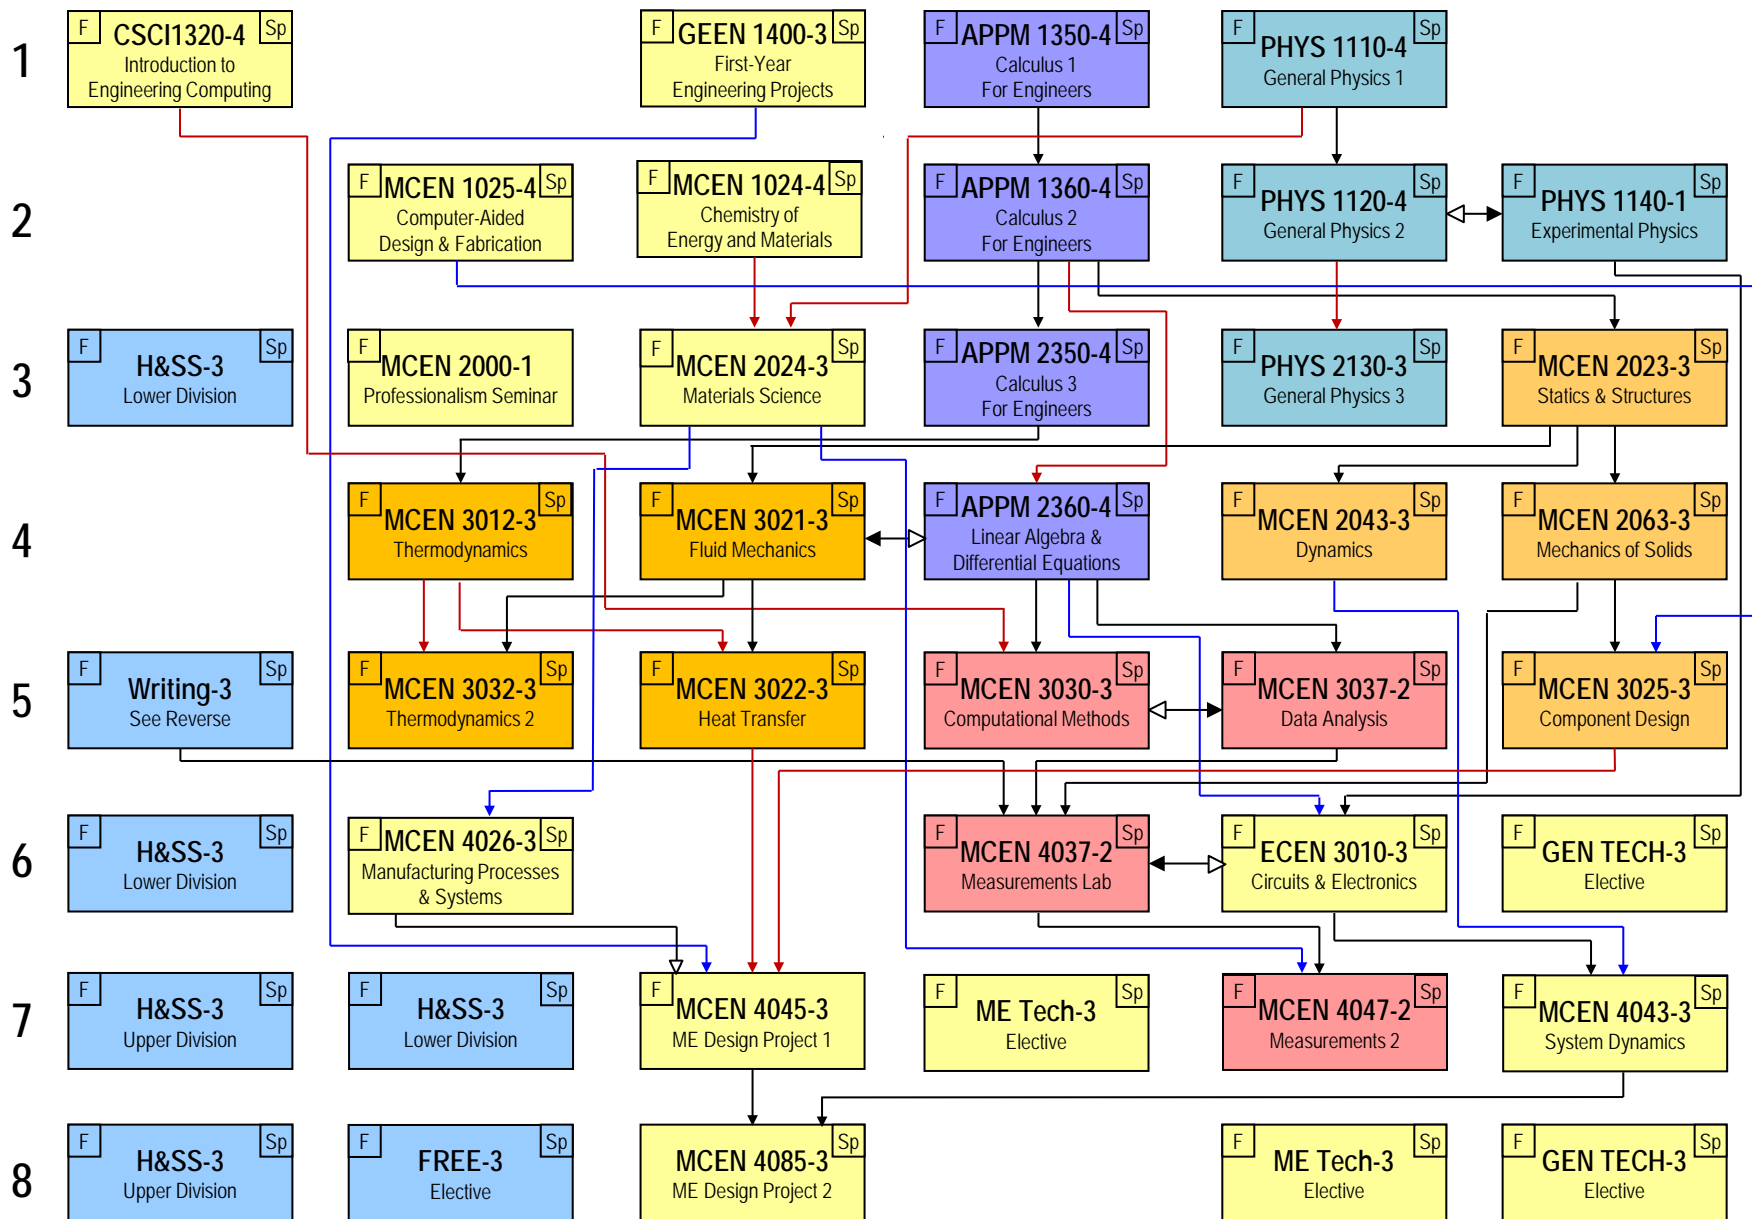 1
F
CSCI1320-4
Sp
Introduction to
Engineering Computing
F
GEEN 1400-3
Sp
First-Year
Engineering Projects
F
APPM 1350-4
Sp
Calculus 1
For Engineers
F
PHYS 1110-4
Sp
General Physics 1
2
F
MCEN 1025-4
Sp
Computer-Aided
Design & Fabrication
F
MCEN 1024-4
Sp
Chemistry of
Energy and Materials
F
APPM 1360-4
Sp
Calculus 2
For Engineers
F
PHYS 1120-4
Sp
General Physics 2
F
PHYS 1140-1
Sp
Experimental Physics
3
F
H&SS-3
Sp
Lower Division
F
MCEN 2000-1
Professionalism Seminar
F
MCEN 2024-3
Sp
Materials Science
F
APPM 2350-4
Sp
Calculus 3
For Engineers
F
PHYS 2130-3
Sp
General Physics 3
F
MCEN 2023-3
Sp
Statics & Structures
4
F
MCEN 3012-3
Sp
Thermodynamics
F
MCEN 3021-3
Sp
Fluid Mechanics
F
APPM 2360-4
Sp
Linear Algebra &
Differential Equations
F
MCEN 2043-3
Sp
Dynamics
F
MCEN 2063-3
Sp
Mechanics of Solids
5
F
Writing-3
Sp
See Reverse
F
MCEN 3032-3
Sp
Thermodynamics 2
F
MCEN 3022-3
Sp
Heat Transfer
F
MCEN 3030-3
Sp
Computational Methods
F
MCEN 3037-2
Sp
Data Analysis
F
MCEN 3025-3
Sp
Component Design
6
F
H&SS-3
Sp
Lower Division
F
MCEN 4026-3
Sp
Manufacturing Processes
& Systems
F
MCEN 4037-2
Sp
Measurements Lab
F
ECEN 3010-3
Sp
Circuits & Electronics
F
GEN TECH-3
Sp
Elective
7
F
H&SS-3
Sp
Upper Division
F
H&SS-3
Sp
Lower Division
F
MCEN 4045-3
ME Design Project 1
F
ME Tech-3
Sp
Elective
F
MCEN 4047-2
Sp
Measurements 2
F
MCEN 4043-3
Sp
System Dynamics
8
F
H&SS-3
Sp
Upper Division
F
FREE-3
Sp
Elective
MCEN 4085-3
Sp
ME Design Project 2
F
ME Tech-3
Sp
Elective
F
GEN TECH-3
Sp
Elective